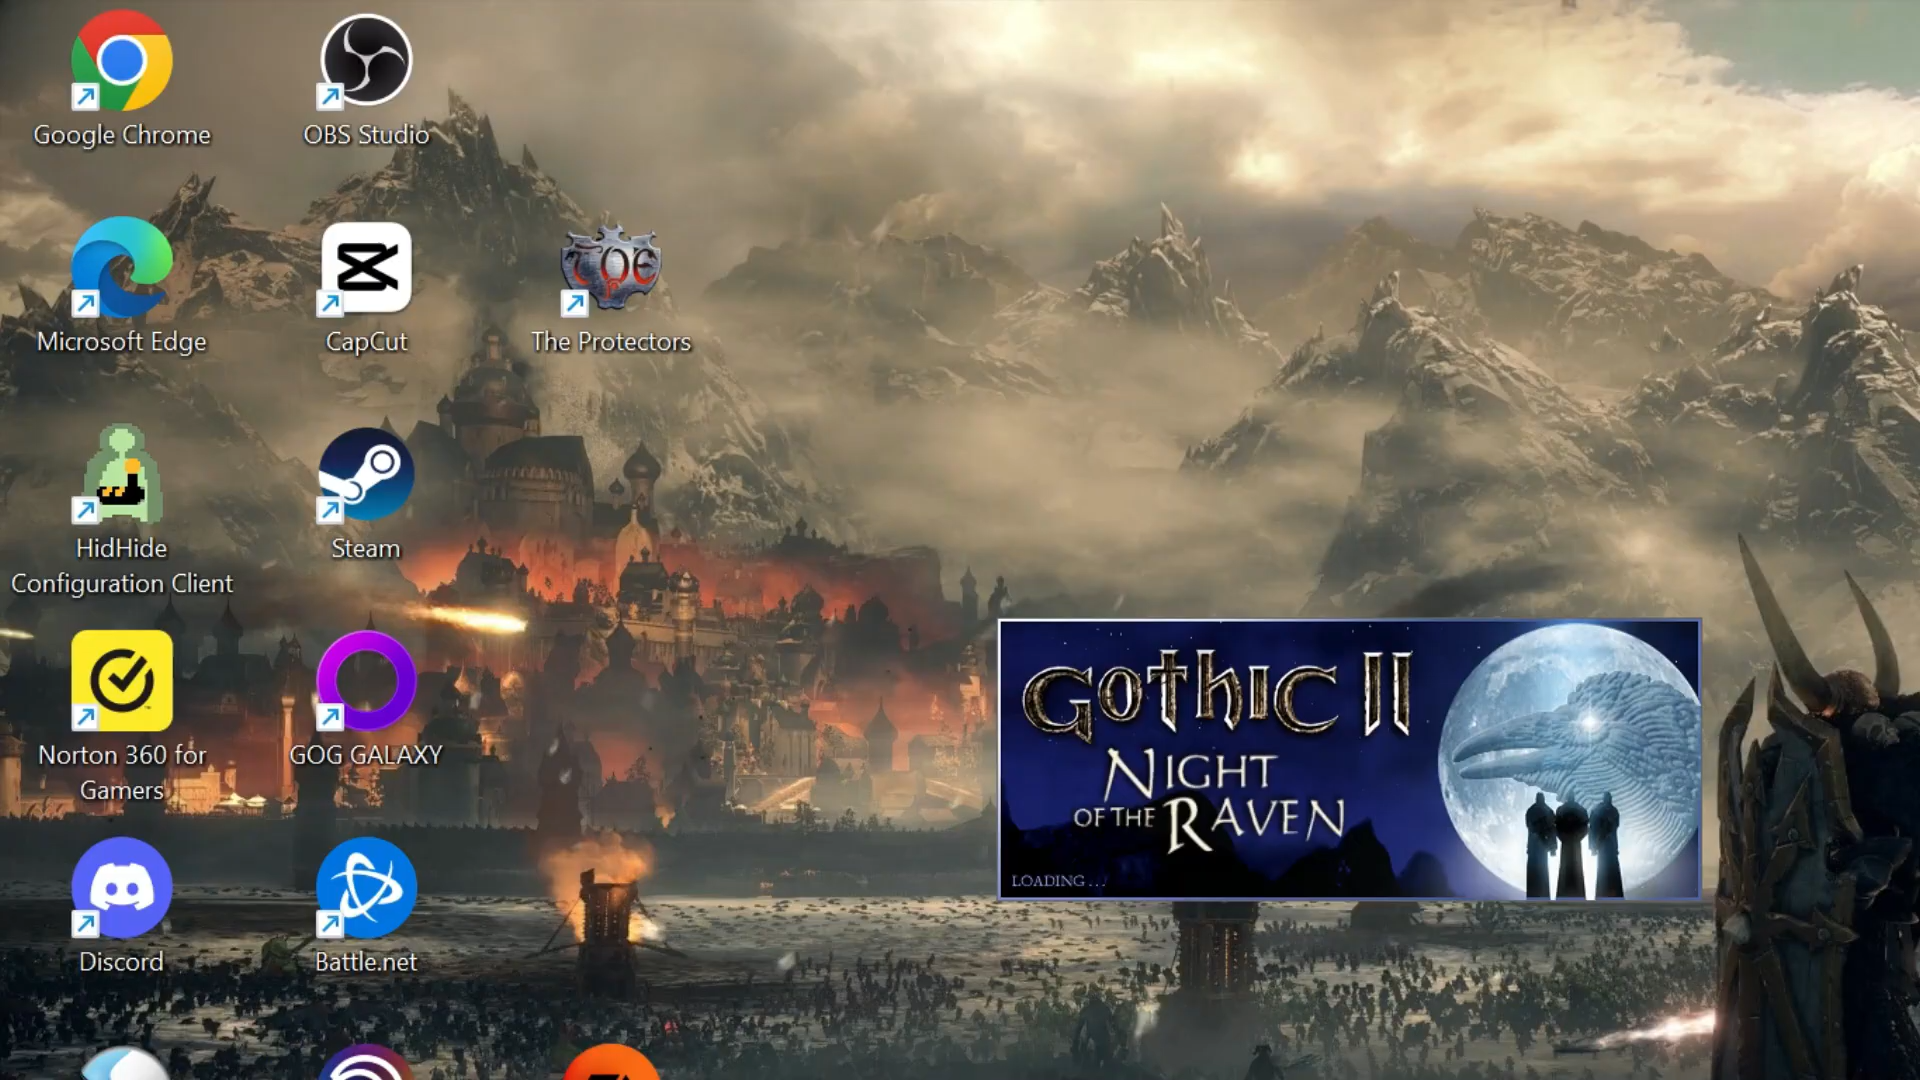 Google Chrome
OBS Studio
Microsoft Edge
CapCut
TQE
The Protectors
HidHide
Configuration Client
Steam
Norton 360 for
Gamers
GOG GALAXY
Discord
Battle.net
GOTHIC II
NIGHT
OF THE RAVEN
LOADING ...